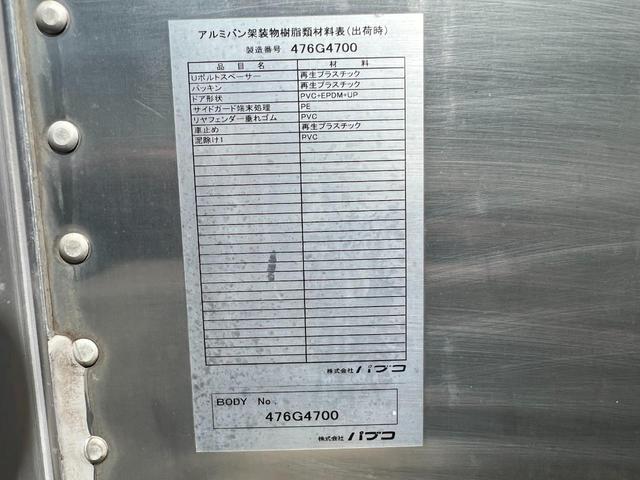 アルミバン架装物樹脂類材料表(出荷時)
製造番号 476G4700
品目名 材料
Uボルトスペーサー 再生プラスチック
パッキン 再生プラスチック
ドア形状 PVC+EPDM+UP
サイドガード端末処理 PE
リヤフェンダー垂れゴム PVC
車止め 再生プラスチック
泥除け1 PVC
株式会社 パブコ
BODY No.
476G4700
株式会社 パブコ